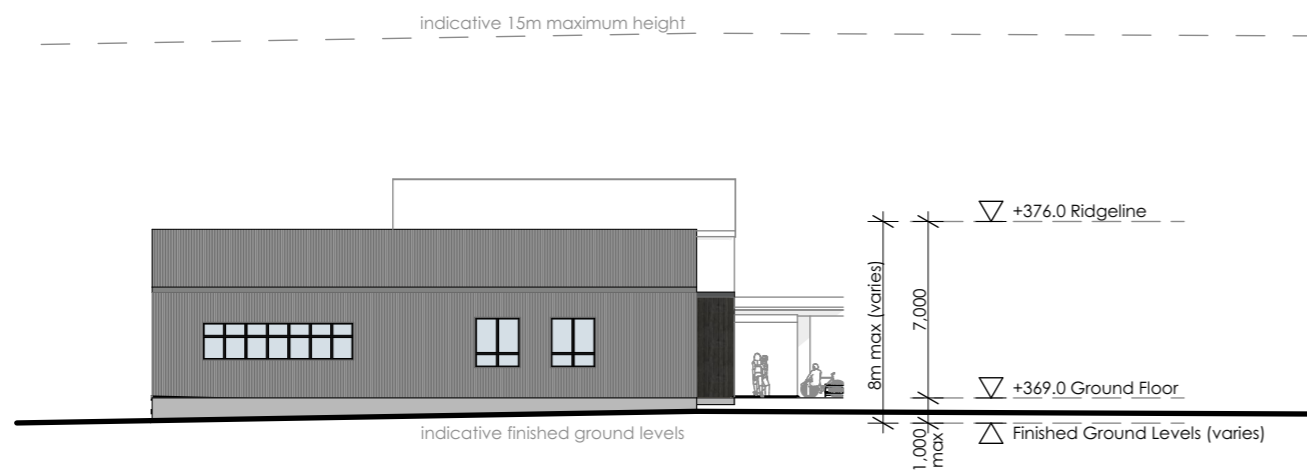 indicative 15m maximum height
+376.0 Ridgeline
8m max (varies)
7,000
+369.0 Ground Floor
indicative finished ground levels
1,000
max
Finished Ground Levels (varies)